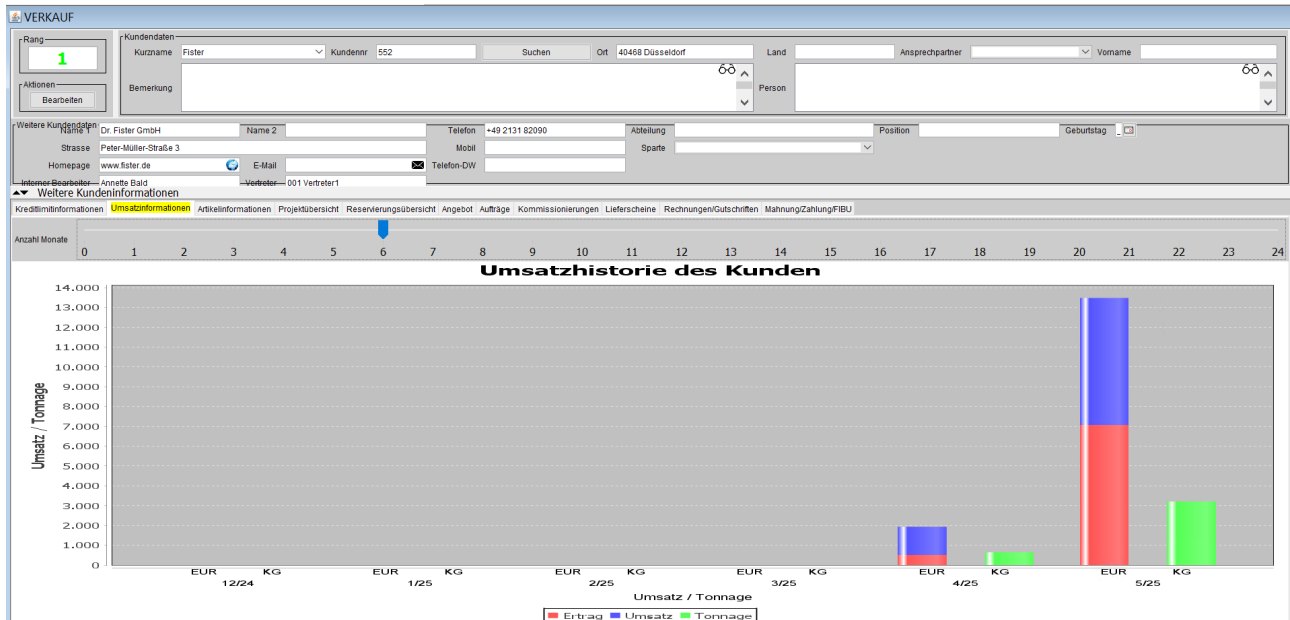 VERKAUF
Rang
1
Aktionen
Bearbeiten
Kundendaten
Kurzname Fister Kundennr 552 Suchen Ort 40468 Düsseldorf Land Ansprechpartner Vorname
Bemerkung Person
Weitere Kundendaten
Name 1 Dr. Fister GmbH Name 2 Telefon +49 2131 82090 Abteilung Position Geburtstag
Strasse Peter-Müller-Straße 3 Mobil Sparte
Homepage www.fister.de E-Mail Telefon-DW
Interner Bearbeiter Annette Bald Vertreter 001 Vertreter1
Weitere Kundeninformationen
Kreditlimitinformationen Umsatzinformationen Artikelinformationen Projektübersicht Reservierungsübersicht Angebot Aufträge Kommissionierungen Lieferscheine Rechnungen/Gutschriften Mahnung/Zahlung/FIBU
Anzahl Monate
0 1 2 3 4 5 6 7 8 9 10 11 12 13 14 15 16 17 18 19 20 21 22 23 24
Umsatzhistorie des Kunden
Umsatz / Tonnage
14.000
13.000
12.000
11.000
10.000
9.000
8.000
7.000
6.000
5.000
4.000
3.000
2.000
1.000
0
EUR KG EUR KG EUR KG EUR KG EUR KG EUR KG
12/24 1/25 2/25 3/25 4/25 5/25
Umsatz / Tonnage
Ertrag Umsatz Tonnage